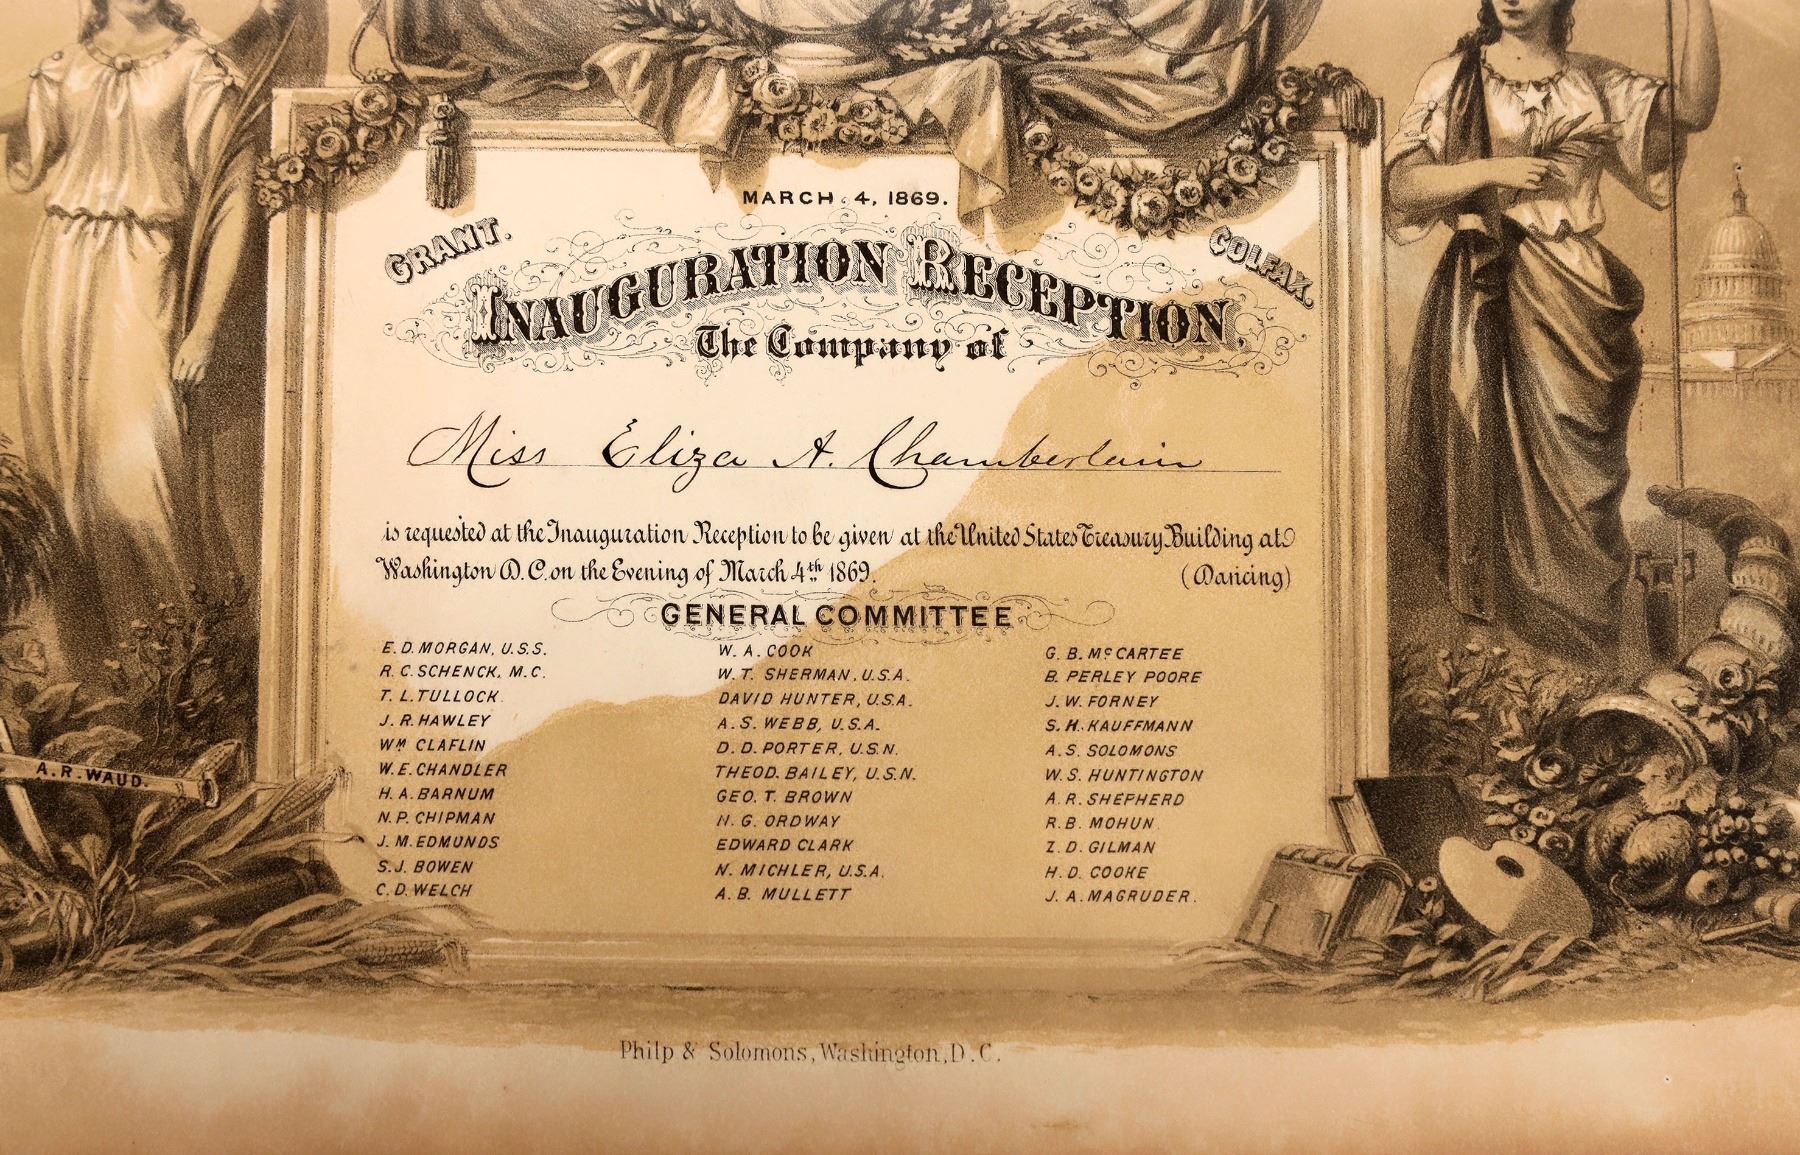 MARCH 4, 1869.
GRANT. COLFAX.
INAUGURATION RECEPTION,
The Company of
Miss Eliza A. Chamberlain
is requested at the Inauguration Reception to be given at the United States Treasury Building at
Washington D.C. on the Evening of March 4th 1869. (Dancing)
GENERAL COMMITTEE
E. D. MORGAN, U.S.S. W. A. COOK G. B. McCARTEE
R. C. SCHENCK, M.C. W. T. SHERMAN, U.S.A. B. PERLEY POORE
T. L. TULLOCK. DAVID HUNTER, U.S.A. J. W. FORNEY
J. R. HAWLEY A. S. WEBB, U.S.A. S. H. KAUFFMANN
WM CLAFLIN D. D. PORTER, U.S.N. A. S. SOLOMONS
W. E. CHANDLER THEOD. BAILEY, U.S.N. W. S. HUNTINGTON
H. A. BARNUM GEO. T. BROWN A. R. SHEPHERD
N. P. CHIPMAN N. G. ORDWAY R. B. MOHUN
J. M. EDMUNDS EDWARD CLARK Z. D. GILMAN
S. J. BOWEN N. MICHLER, U.S.A. H. D. COOKE
C. D. WELCH A. B. MULLETT J. A. MAGRUDER.
A. R. WAUD.
Philp & Solomons, Washington, D.C.